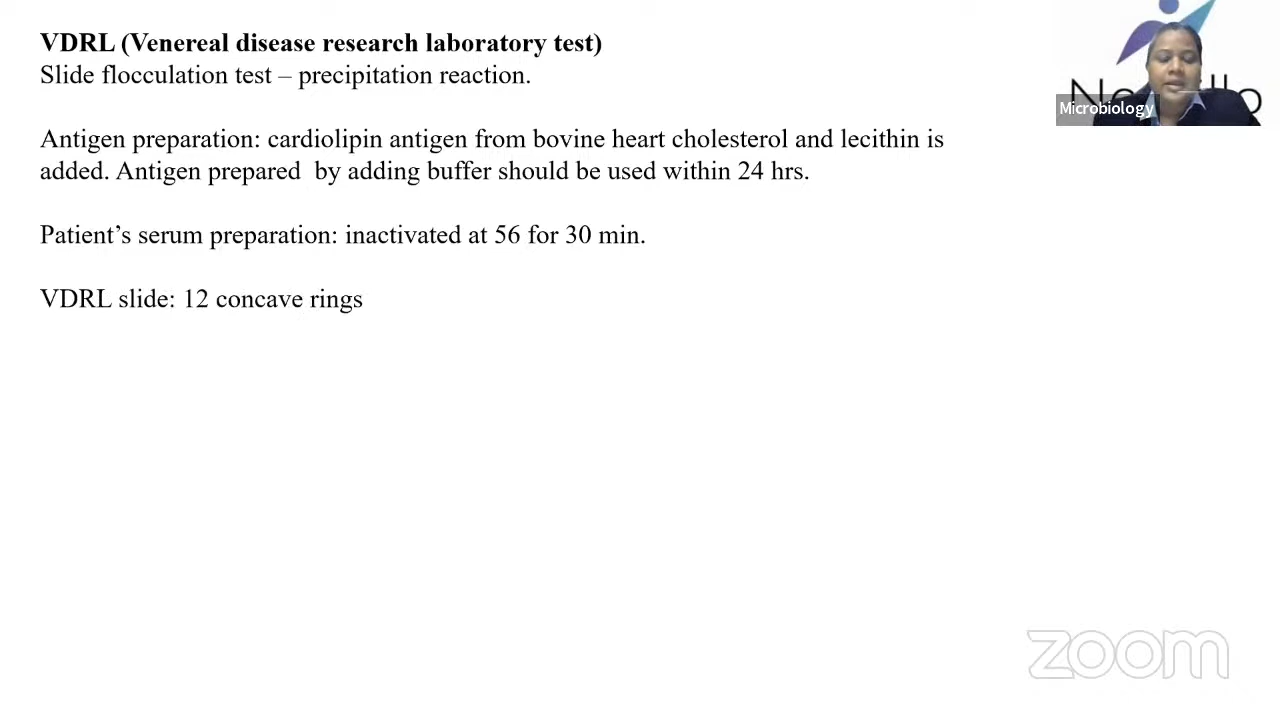 VDRL (Venereal disease research laboratory test)
Slide flocculation test – precipitation reaction.
Antigen preparation: cardiolipin antigen from bovine heart cholesterol and lecithin is
added. Antigen prepared  by adding buffer should be used within 24 hrs.
Patient’s serum preparation: inactivated at 56 for 30 min.
VDRL slide: 12 concave rings
Microbiology
zoom